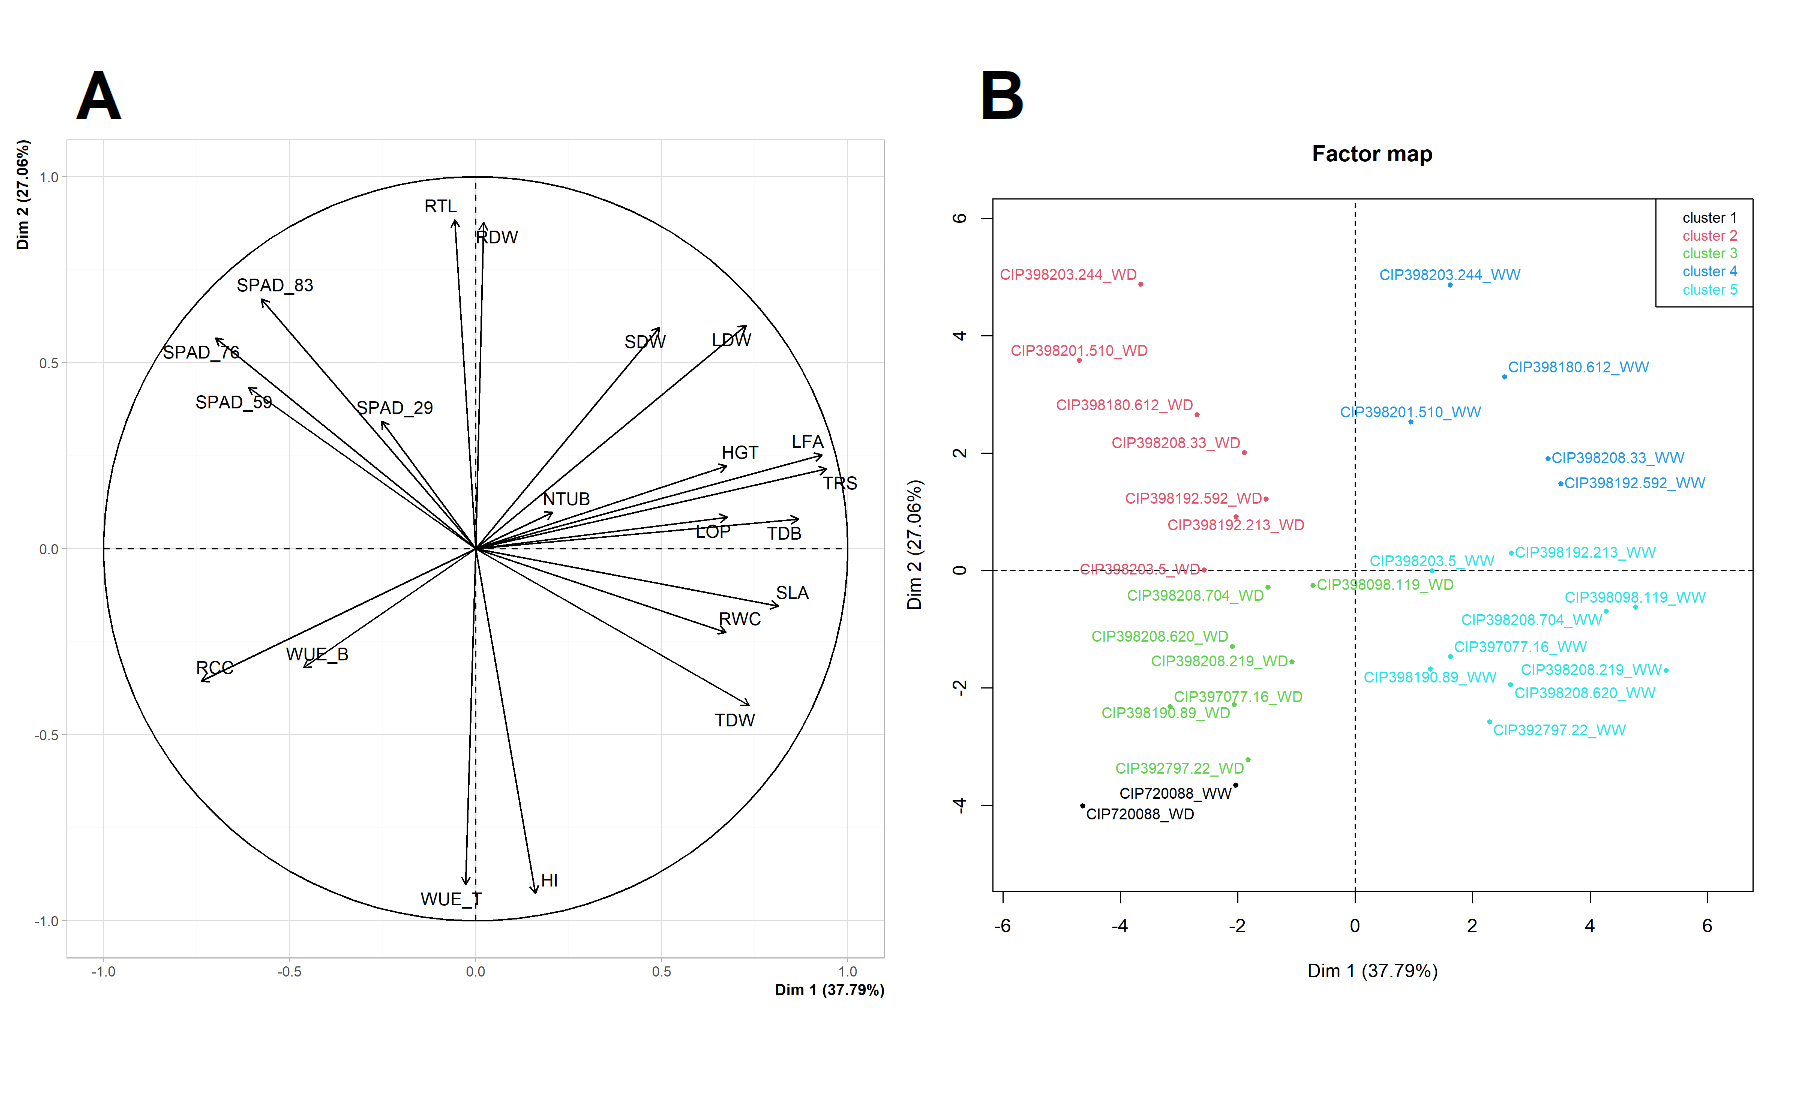 A
Dim 2 (27.06%)
1.0
0.5
0.0
-0.5
-1.0
RTL
RDW
SPAD_83
SPAD_76
SPAD_59
SPAD_29
SDW
LDW
HGT
LFA
TRS
NTUB
LOP
TDB
SLA
RWC
TDW
RCC
WUE_B
WUE_T
HI
-1.0
-0.5
0.0
0.5
1.0
Dim 1 (37.79%)
B
Factor map
cluster 1
cluster 2
cluster 3
cluster 4
cluster 5
Dim 2 (27.06%)
6
4
2
0
-2
-4
CIP398203.244_WD
CIP398203.244_WW
CIP398201.510_WD
CIP398180.612_WW
CIP398180.612_WD
CIP398201.510_WW
CIP398208.33_WD
CIP398208.33_WW
CIP398192.592_WW
CIP398192.592_WD
CIP398192.213_WD
CIP398192.213_WW
CIP398203.5_WW
CIP398203.5_WD
CIP398098.119_WD
CIP398208.704_WD
CIP398098.119_WW
CIP398208.704_WW
CIP398208.620_WD
CIP397077.16_WW
CIP398208.219_WD
CIP398208.219_WW
CIP398190.89_WW
CIP398208.620_WW
CIP397077.16_WD
CIP398190.89_WD
CIP392797.22_WW
CIP392797.22_WD
CIP720088_WW
CIP720088_WD
-6
-4
-2
0
2
4
6
Dim 1 (37.79%)